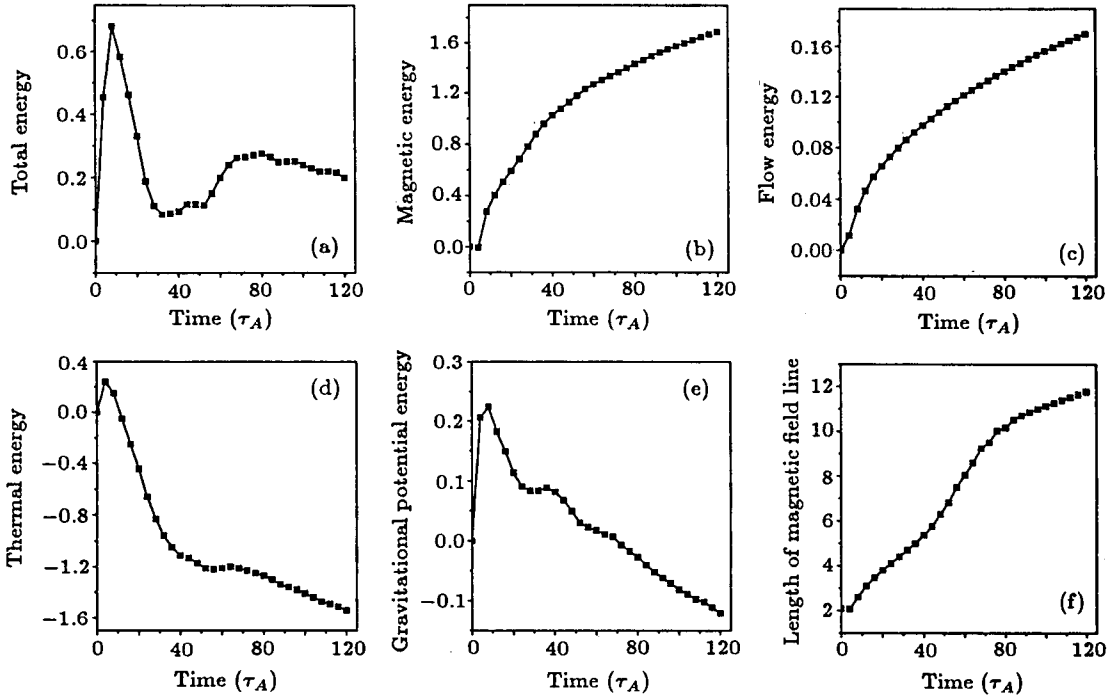 Total energy
0.6
0.4
0.2
0.0
(a)
0 40 80 120
Time (τA)
Magnetic energy
1.6
1.2
0.8
0.4
0.0
(b)
0 40 80 120
Time (τA)
Flow energy
0.16
0.12
0.08
0.04
0.00
(c)
0 40 80 120
Time (τA)
Thermal energy
0.4
0.0
−0.4
−0.8
−1.2
−1.6
(d)
0 40 80 120
Time (τA)
Gravitational potential energy
0.3
0.2
0.1
0.0
−0.1
(e)
0 40 80 120
Time (τA)
Length of magnetic field line
12
10
8
6
4
2
(f)
0 40 80 120
Time (τA)